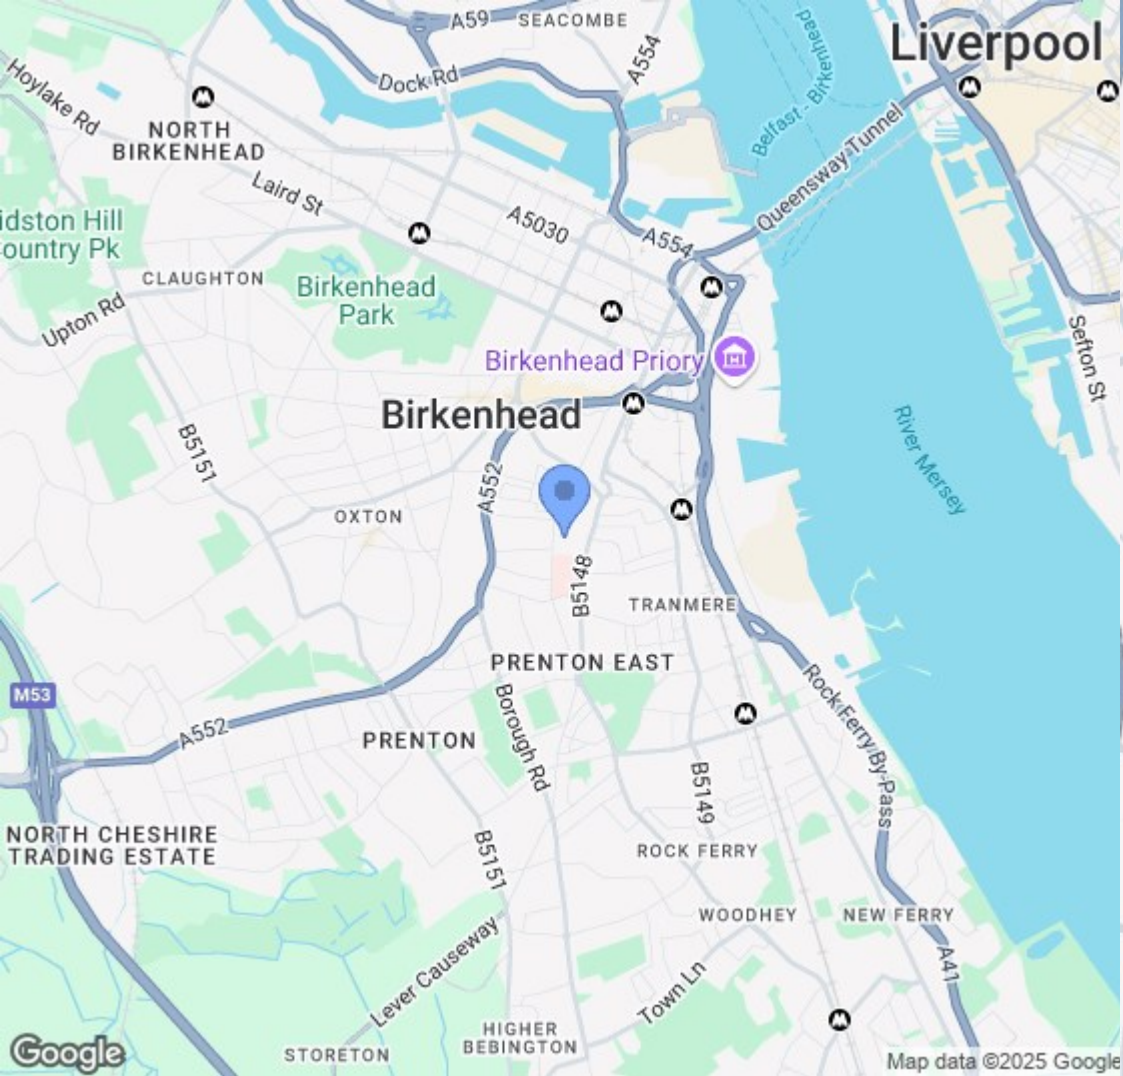 A59
SEACOMBE
Liverpool
A554
Dock Rd
Belfast - Birkenhead
Hoylake Rd
NORTH
BIRKENHEAD
Queensway Tunnel
Laird St
A5030
A554
idston Hill
ountry Pk
CLAUGHTON
Birkenhead
Park
Upton Rd
Sefton St
Birkenhead Priory
Birkenhead
B5151
River Mersey
A552
OXTON
B5148
TRANMERE
PRENTON EAST
M53
Borough Rd
Rock Ferry By-Pass
A552
PRENTON
B5149
NORTH CHESHIRE
TRADING ESTATE
B5151
ROCK FERRY
WOODHEY
NEW FERRY
Lever Causeway
A41
Town Ln
HIGHER
BEBINGTON
STORETON
Google
Map data ©2025 Google